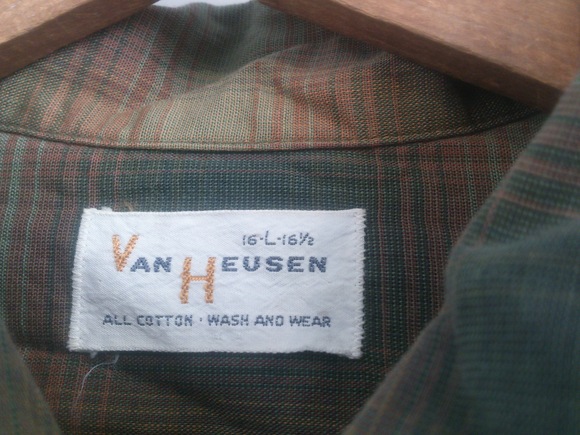 16-L-16½
VAN HEUSEN
ALL COTTON · WASH AND WEAR